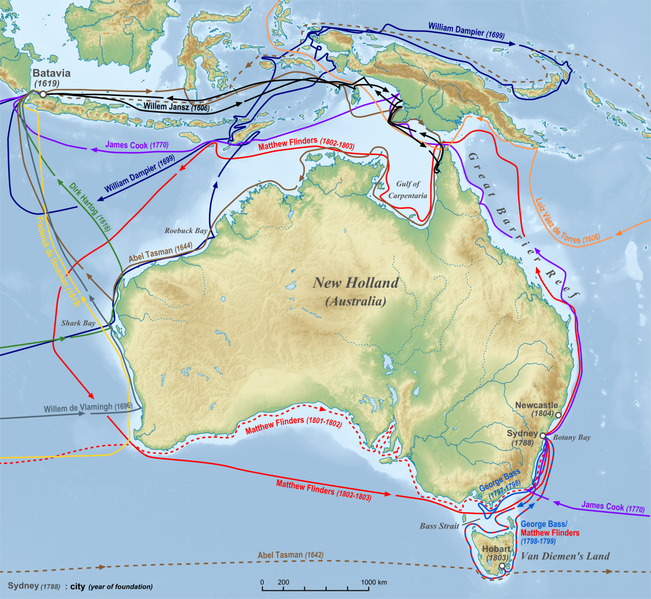 William Dampier (1699)
Batavia
(1619)
Willem Jansz (1606)
James Cook (1770)
Matthew Flinders (1802-1803)
William Dampier (1699)
Dirk Hartog (1616)
Gulf of
Carpentaria
Great Barrier Reef
Luiz Váes de Torres (1606)
Roebuck Bay
Abel Tasman (1644)
New Holland
(Australia)
Shark Bay
Willem de Vlamingh (1696)
Newcastle
(1804)
Matthew Flinders (1801-1802)
Sydney
(1788)
Botany Bay
George Bass
(1797-1798)
Matthew Flinders (1802-1803)
James Cook (1770)
Bass Strait
George Bass/
Matthew Flinders
(1798-1799)
Hobart
(1803)
Van Diemen's Land
Abel Tasman (1642)
Sydney (1788) : city (year of foundation)
0 200 1000 km